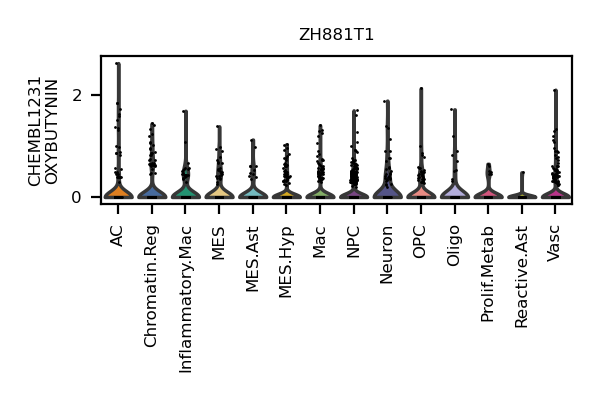 ZH881T1
CHEMBL1231
OXYBUTYNIN
2
0
AC
Chromatin.Reg
Inflammatory.Mac
MES
MES.Ast
MES.Hyp
Mac
NPC
Neuron
OPC
Oligo
Prolif.Metab
Reactive.Ast
Vasc